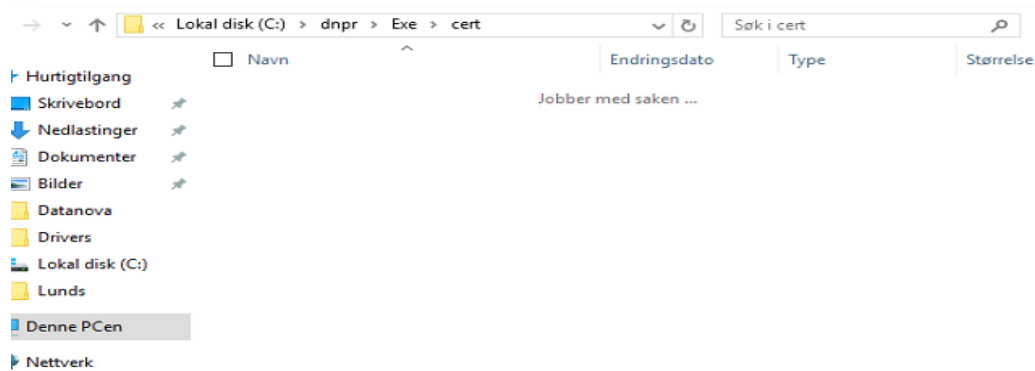 « Lokal disk (C:) > dnpr > Exe > cert Søk i cert
Navn Endringsdato Type Størrelse
Jobber med saken ...
Hurtigtilgang
Skrivebord
Nedlastinger
Dokumenter
Bilder
Datanova
Drivers
Lokal disk (C:)
Lunds
Denne PCen
Nettverk